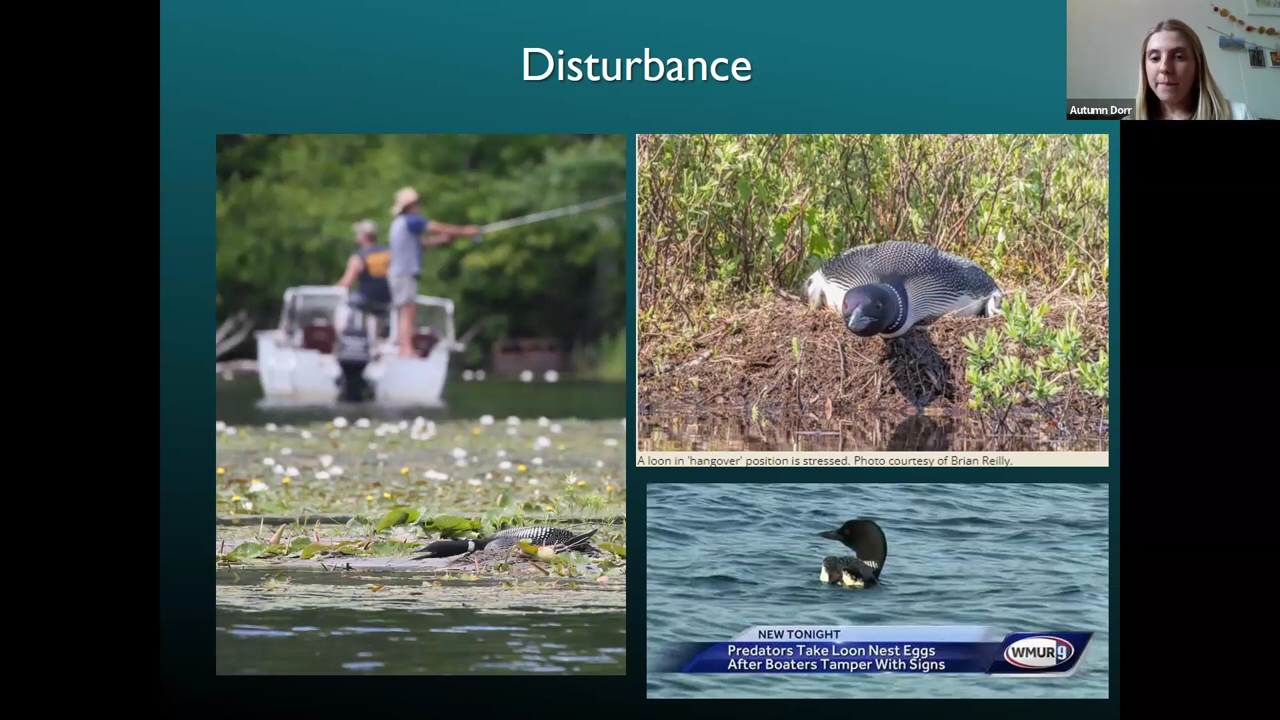 Disturbance
Autumn Dorr
A loon in 'hangover' position is stressed. Photo courtesy of Brian Reilly.
NEW TONIGHT
Predators Take Loon Nest Eggs
After Boaters Tamper With Signs
WMUR 9